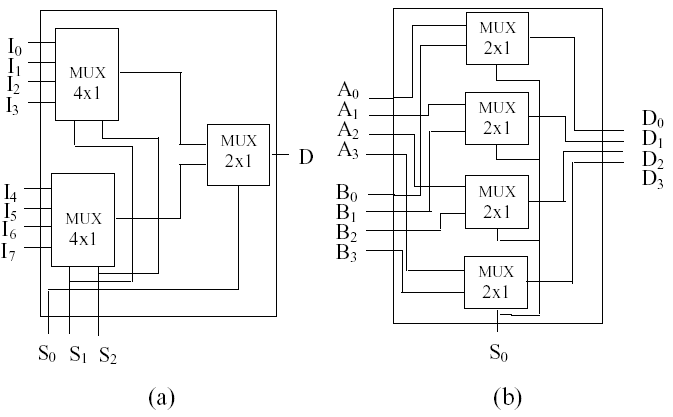 I0
I1
I2
I3
MUX
4x1
I4
I5
I6
I7
MUX
4x1
MUX
2x1
D
S0 S1 S2
(a)
A0
A1
A2
A3
B0
B1
B2
B3
MUX
2x1
MUX
2x1
MUX
2x1
MUX
2x1
D0
D1
D2
D3
S0
(b)